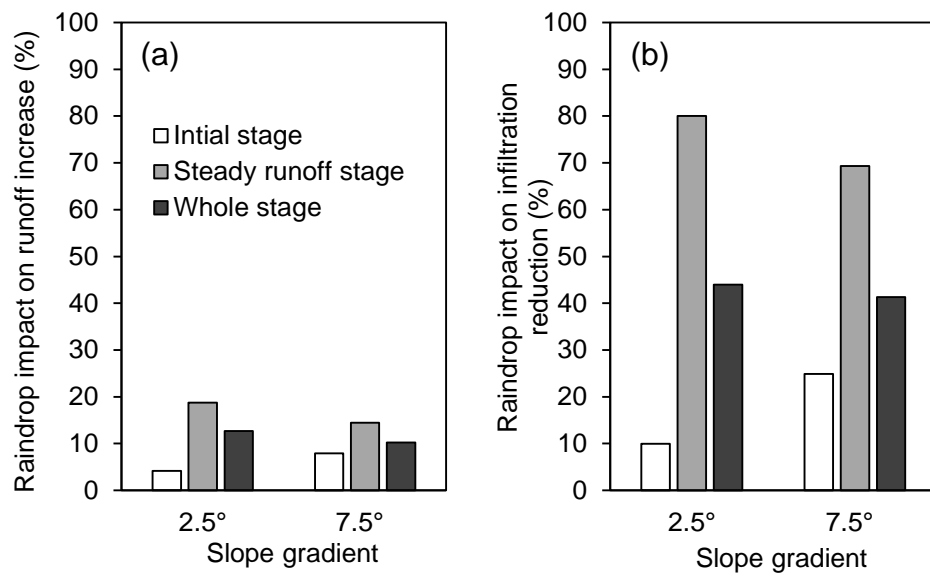 Raindrop impact on runoff increase (%)
100
90
80
70
60
50
40
30
20
10
0
(a)
Intial stage
Steady runoff stage
Whole stage
2.5°
7.5°
Slope gradient
Raindrop impact on infiltration
reduction (%)
100
90
80
70
60
50
40
30
20
10
0
(b)
2.5°
7.5°
Slope gradient